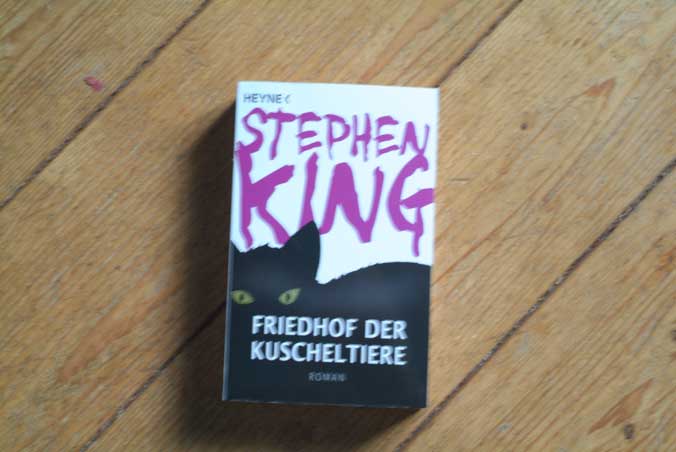 HEYNE <
STEPHEN
KING
FRIEDHOF DER
KUSCHELTIERE
ROMAN